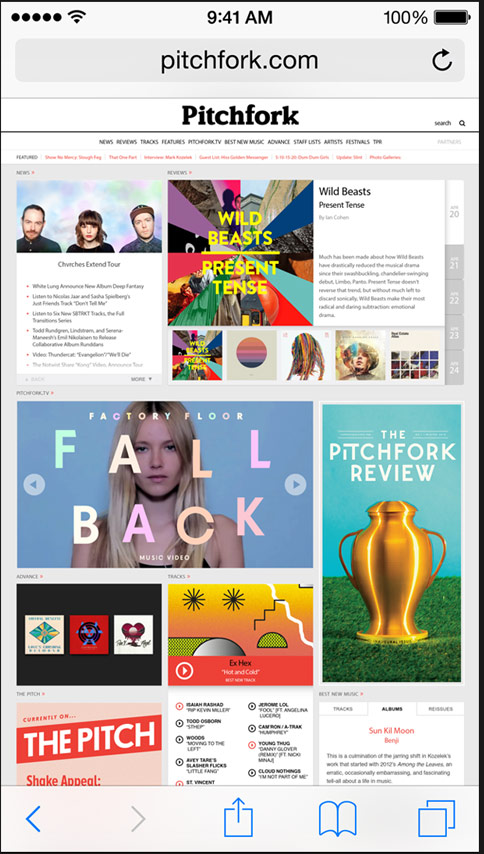 9:41 AM
100%
pitchfork.com
Pitchfork
search
NEWS REVIEWS TRACKS FEATURES PITCHFORK.TV BEST NEW MUSIC ADVANCE STAFF LISTS ARTISTS FESTIVALS TPR
PARTNERS
FEATURED Show No Mercy: Slough Feg That One Part Interview: Mark Kozelek Guest List: Hiss Golden Messenger 5-10-15-20: Dum Dum Girls Update: Dirnt Photo Galleries
NEWS
Chvrches Extend Tour
White Lung Announce New Album Deep Fantasy
Listen to Nicolas Jaar and Sasha Spielberg's
Just Friends Track "Don't Tell Me"
Listen to Six New SBTRKT Tracks, the Full
Transitions Series
Todd Rundgren, Lindstrøm, and Serena-
Maneesh's Emil Nikolaisen to Release
Collaborative Album Runddans
Video: Thundercat: "Evangelion"/"We'll Die"
The Notwist Share "Kong" Video, Announce Tour
BACK
MORE
REVIEWS
WILD
BEASTS
PRESENT
TENSE
Wild Beasts
Present Tense
By Ian Cohen
Much has been made about how Wild Beasts
have drastically reduced the musical drama
since their swashbuckling, chandelier-swinging
debut, Limbo, Panto. Present Tense doesn't
reverse that trend, but without much left to
discard sonically, Wild Beasts make their most
radical and daring subtraction: emotional
drama.
20
21
22
23
24
WILD
BEASTS
PRESENT
TENSE
Real Estate
Atlas
PITCHFORK.TV
FACTORY FLOOR
FALL
BACK
MUSIC VIDEO
THE
PITCHFORK
REVIEW
ADVANCE
TRACKS
Ex Hex
"Hot and Cold"
BEST NEW TRACK
THE PITCH
CURRENTLY ON...
THE PITCH
Shake Appeal:
ISAIAH RASHAD
"RIP KEVIN MILLER"
TODD OSBORN
"5THEP"
WOODS
"MOVING TO THE
LEFT"
AVEY TARE'S
SLASHER FLICKS
"LITTLE FANG"
ST. VINCENT
JEROME LOL
"FOOL" [FT. ANGELINA
LUCERO]
CAM'RON / A-TRAK
"HUMPHREY"
YOUNG THUG
"DANNY GLOVER
(REMIX)" [FT. NICKI
MINAJ]
CLOUD NOTHINGS
"I'M NOT PART OF ME"
BEST NEW MUSIC
TRACKS
ALBUMS
REISSUES
Sun Kil Moon
Benji
This is a culmination of the jarring shift in Kozelek's
work that started with 2012's Among the Leaves, an
erratic, occasionally embarrassing, and fascinating
tell-all about a life in music.